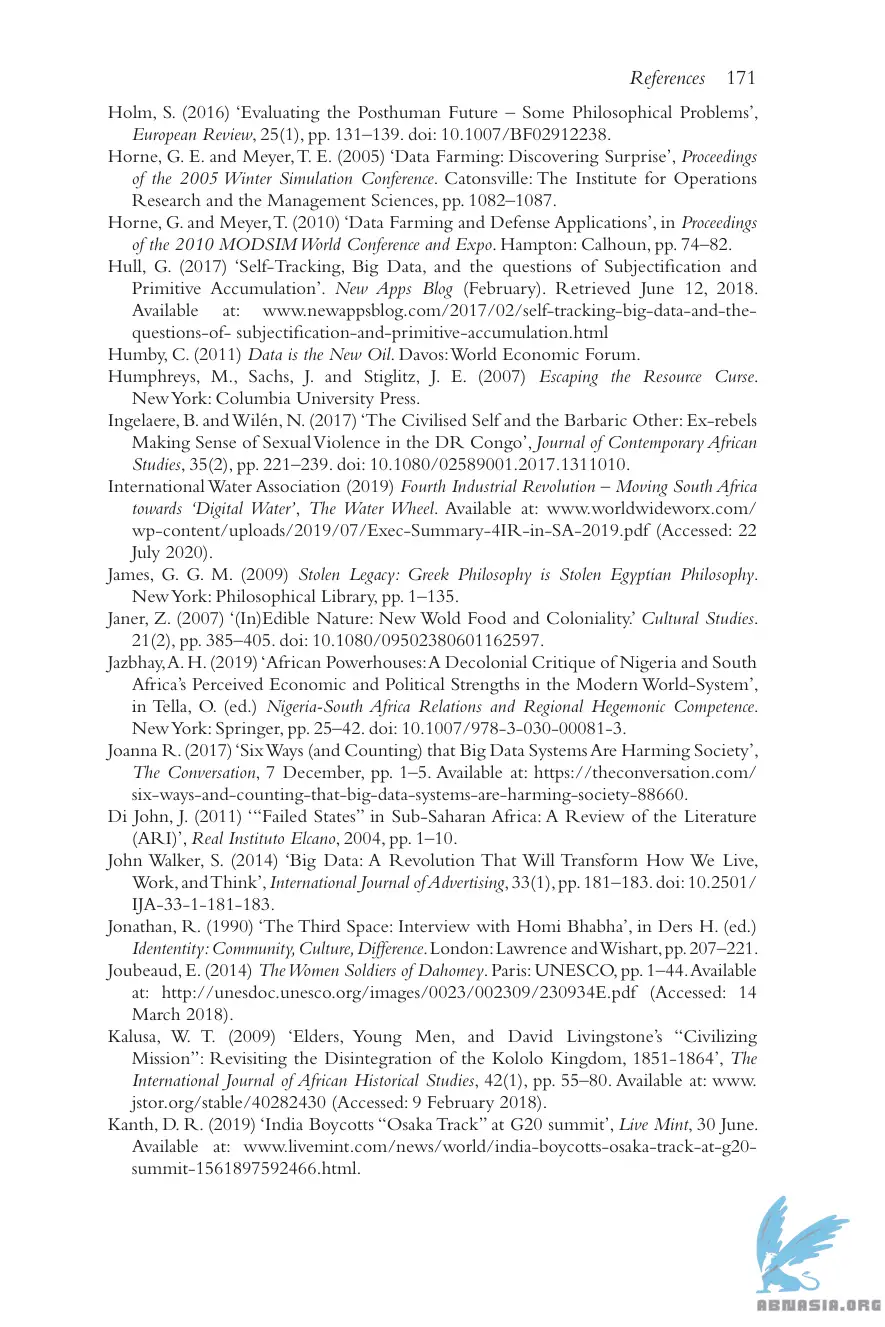 References 171
Holm, S. (2016) ‘Evaluating the Posthuman Future – Some Philosophical Problems’,
European Review, 25(1), pp. 131–139. doi: 10.1007/BF02912238.
Horne, G. E. and Meyer, T. E. (2005) ‘Data Farming: Discovering Surprise’, Proceedings
of the 2005 Winter Simulation Conference. Catonsville: The Institute for Operations
Research and the Management Sciences, pp. 1082–1087.
Horne, G. and Meyer, T. (2010) ‘Data Farming and Defense Applications’, in Proceedings
of the 2010 MODSIM World Conference and Expo. Hampton: Calhoun, pp. 74–82.
Hull, G. (2017) ‘Self-Tracking, Big Data, and the questions of Subjectification and
Primitive Accumulation’. New Apps Blog (February). Retrieved June 12, 2018.
Available at: www.newappsblog.com/2017/02/self-tracking-big-data-and-the-
questions-of- subjectification-and-primitive-accumulation.html
Humby, C. (2011) Data is the New Oil. Davos: World Economic Forum.
Humphreys, M., Sachs, J. and Stiglitz, J. E. (2007) Escaping the Resource Curse.
New York: Columbia University Press.
Ingelaere, B. and Wilén, N. (2017) ‘The Civilised Self and the Barbaric Other: Ex-rebels
Making Sense of Sexual Violence in the DR Congo’, Journal of Contemporary African
Studies, 35(2), pp. 221–239. doi: 10.1080/02589001.2017.1311010.
International Water Association (2019) Fourth Industrial Revolution – Moving South Africa
towards ‘Digital Water’, The Water Wheel. Available at: www.worldwideworx.com/
wp-content/uploads/2019/07/Exec-Summary-4IR-in-SA-2019.pdf (Accessed: 22
July 2020).
James, G. G. M. (2009) Stolen Legacy: Greek Philosophy is Stolen Egyptian Philosophy.
New York: Philosophical Library, pp. 1–135.
Janer, Z. (2007) ‘(In)Edible Nature: New Wold Food and Coloniality.’ Cultural Studies.
21(2), pp. 385–405. doi: 10.1080/09502380601162597.
Jazbhay, A. H. (2019) ‘African Powerhouses: A Decolonial Critique of Nigeria and South
Africa’s Perceived Economic and Political Strengths in the Modern World-System’,
in Tella, O. (ed.) Nigeria-South Africa Relations and Regional Hegemonic Competence.
New York: Springer, pp. 25–42. doi: 10.1007/978-3-030-00081-3.
Joanna R. (2017) ‘Six Ways (and Counting) that Big Data Systems Are Harming Society’,
The Conversation, 7 December, pp. 1–5. Available at: https://theconversation.com/
six-ways-and-counting-that-big-data-systems-are-harming-society-88660.
Di John, J. (2011) ‘“Failed States” in Sub-Saharan Africa: A Review of the Literature
(ARI)’, Real Instituto Elcano, 2004, pp. 1–10.
John Walker, S. (2014) ‘Big Data: A Revolution That Will Transform How We Live,
Work, and Think’, International Journal of Advertising, 33(1), pp. 181–183. doi: 10.2501/
IJA-33-1-181-183.
Jonathan, R. (1990) ‘The Third Space: Interview with Homi Bhabha’, in Ders H. (ed.)
Idententity: Community, Culture, Difference. London: Lawrence and Wishart, pp. 207–221.
Joubeaud, E. (2014) The Women Soldiers of Dahomey. Paris: UNESCO, pp. 1–44. Available
at: http://unesdoc.unesco.org/images/0023/002309/230934E.pdf (Accessed: 14
March 2018).
Kalusa, W. T. (2009) ‘Elders, Young Men, and David Livingstone’s “Civilizing
Mission”: Revisiting the Disintegration of the Kololo Kingdom, 1851-1864’, The
International Journal of African Historical Studies, 42(1), pp. 55–80. Available at: www.
jstor.org/stable/40282430 (Accessed: 9 February 2018).
Kanth, D. R. (2019) ‘India Boycotts “Osaka Track” at G20 summit’, Live Mint, 30 June.
Available at: www.livemint.com/news/world/india-boycotts-osaka-track-at-g20-
summit-1561897592466.html.
ABNASIA.ORG